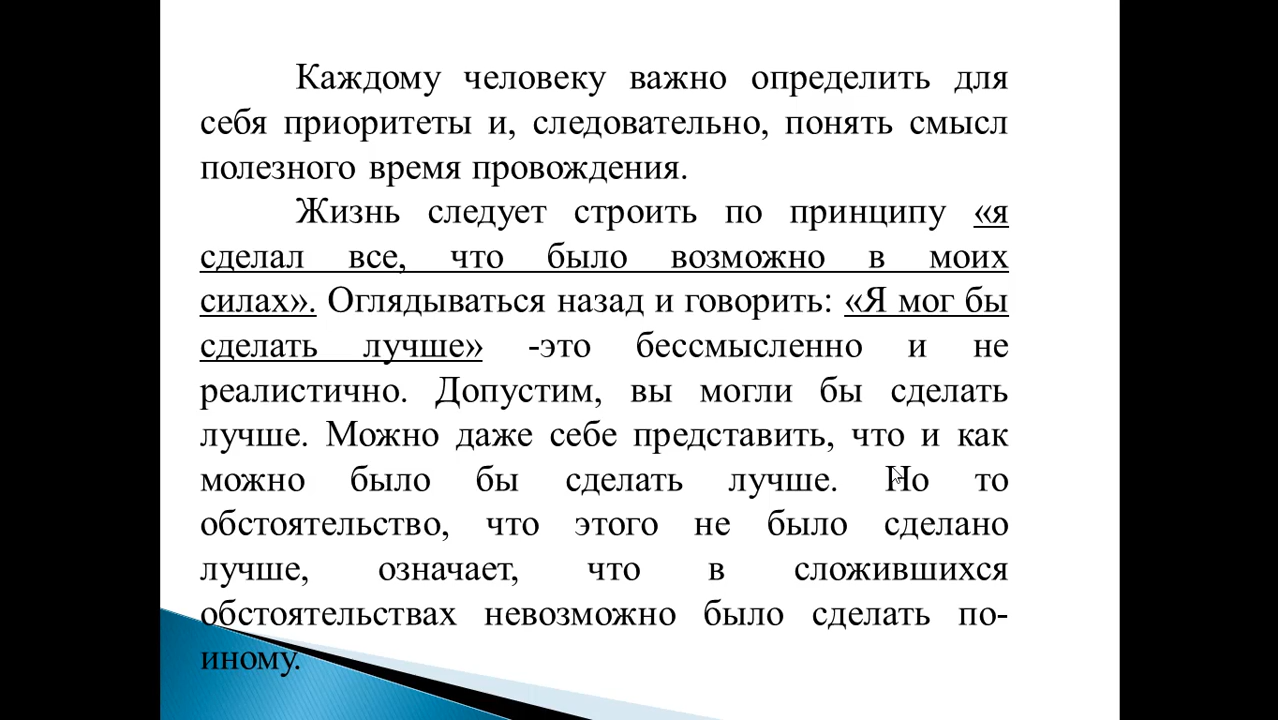 Каждому человеку важно определить для
себя приоритеты и, следовательно, понять смысл
полезного время провождения.
Жизнь следует строить по принципу «я
сделал все, что было возможно в моих
силах». Оглядываться назад и говорить: «Я мог бы
сделать лучше» -это бессмысленно и не
реалистично. Допустим, вы могли бы сделать
лучше. Можно даже себе представить, что и как
можно было бы сделать лучше. Но то
обстоятельство, что этого не было сделано
лучше, означает, что в сложившихся
обстоятельствах невозможно было сделать по-
иному.